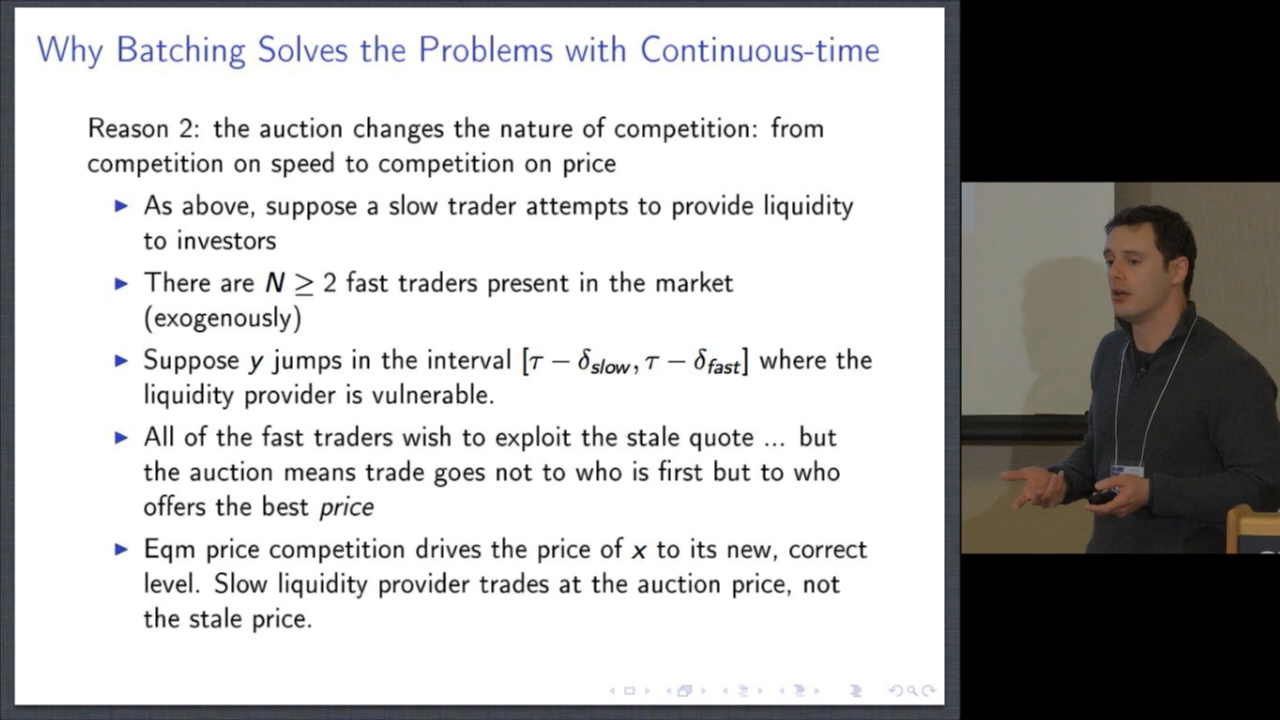 Why Batching Solves the Problems with Continuous-time
Reason 2: the auction changes the nature of competition: from
competition on speed to competition on price
▶ As above, suppose a slow trader attempts to provide liquidity
to investors
▶ There are N ≥ 2 fast traders present in the market
(exogenously)
▶ Suppose y jumps in the interval [τ − δslow, τ − δfast] where the
liquidity provider is vulnerable.
▶ All of the fast traders wish to exploit the stale quote ... but
the auction means trade goes not to who is first but to who
offers the best price
▶ Eqm price competition drives the price of x to its new, correct
level. Slow liquidity provider trades at the auction price, not
the stale price.